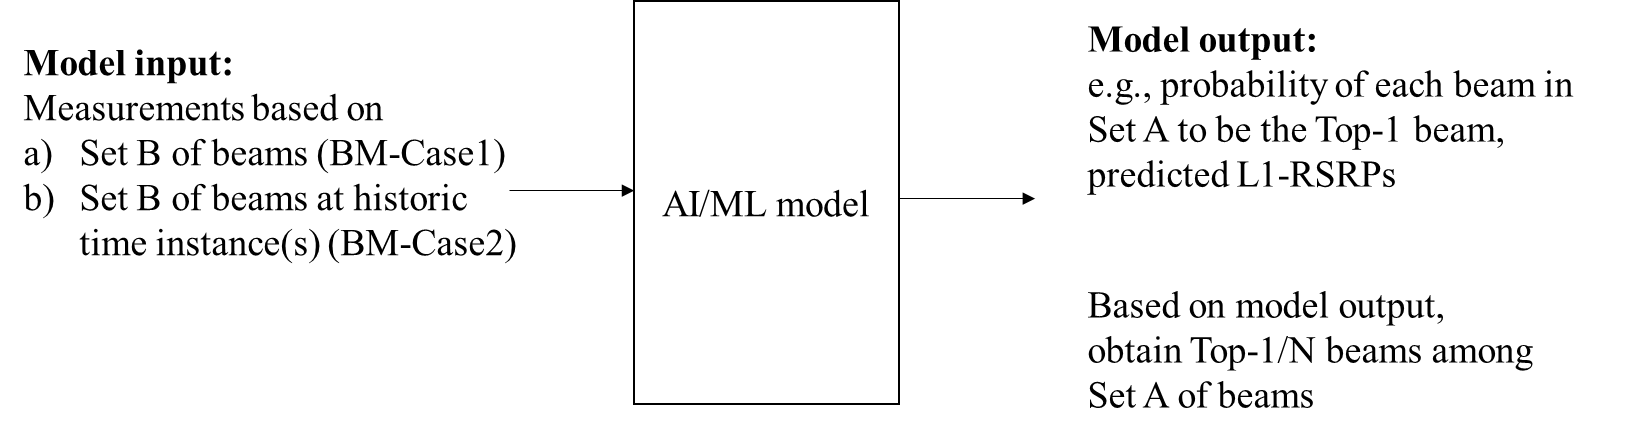 Model input:
Measurements based on
a) Set B of beams (BM-Case1)
b) Set B of beams at historic
time instance(s) (BM-Case2)
AI/ML model
Model output:
e.g., probability of each beam in
Set A to be the Top-1 beam,
predicted L1-RSRPs
Based on model output,
obtain Top-1/N beams among
Set A of beams